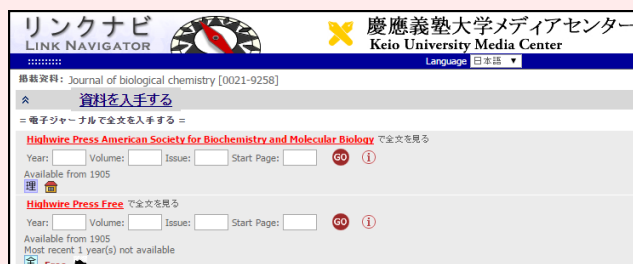 リンクナビ
LINK NAVIGATOR
慶應義塾大学メディアセンター
Keio University Media Center
Language 日本語 ▼
掲載資料: Journal of biological chemistry [0021-9258]
資料を入手する
= 電子ジャーナルで全文を入手する =
Highwire Press American Society for Biochemistry and Molecular Biology で全文を見る
Year: Volume: Issue: Start Page: GO i
Available from 1905
理
Highwire Press Free で全文を見る
Year: Volume: Issue: Start Page: GO i
Available from 1905
Most recent 1 year(s) not available
全 Free